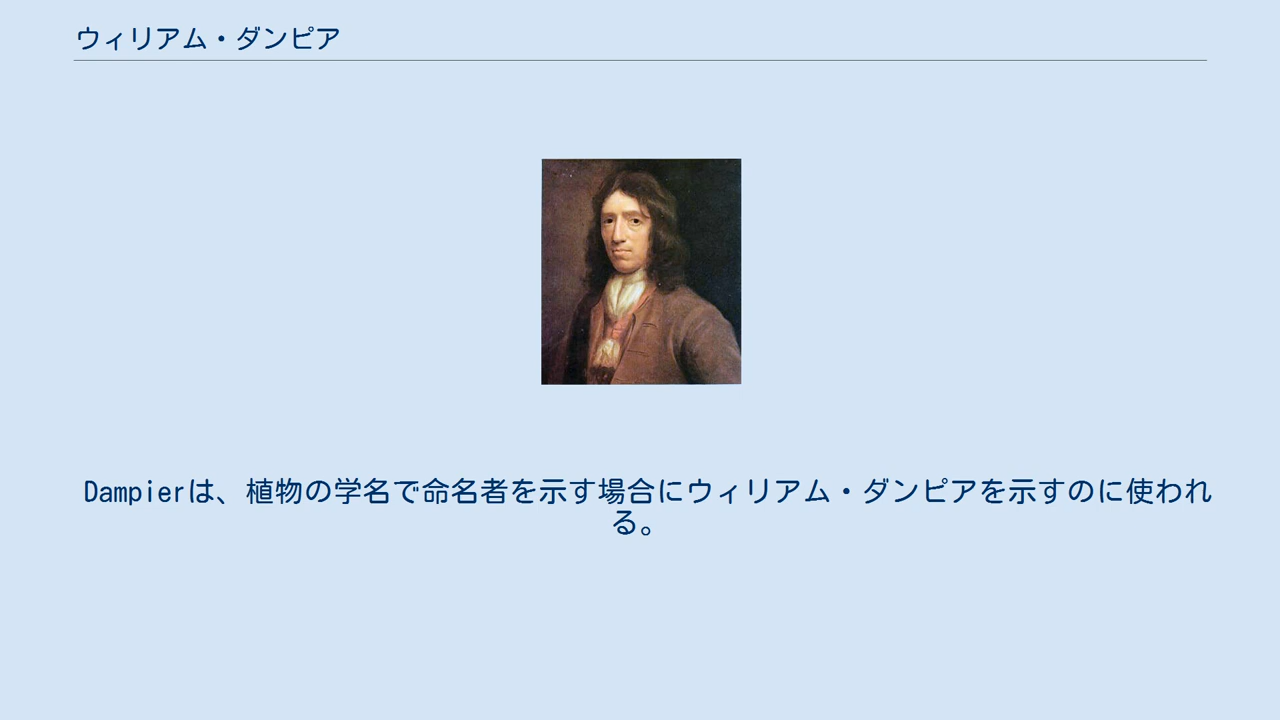 ウィリアム・ダンピア
Dampierは、植物の学名で命名者を示す場合にウィリアム・ダンピアを示すのに使われ
る。